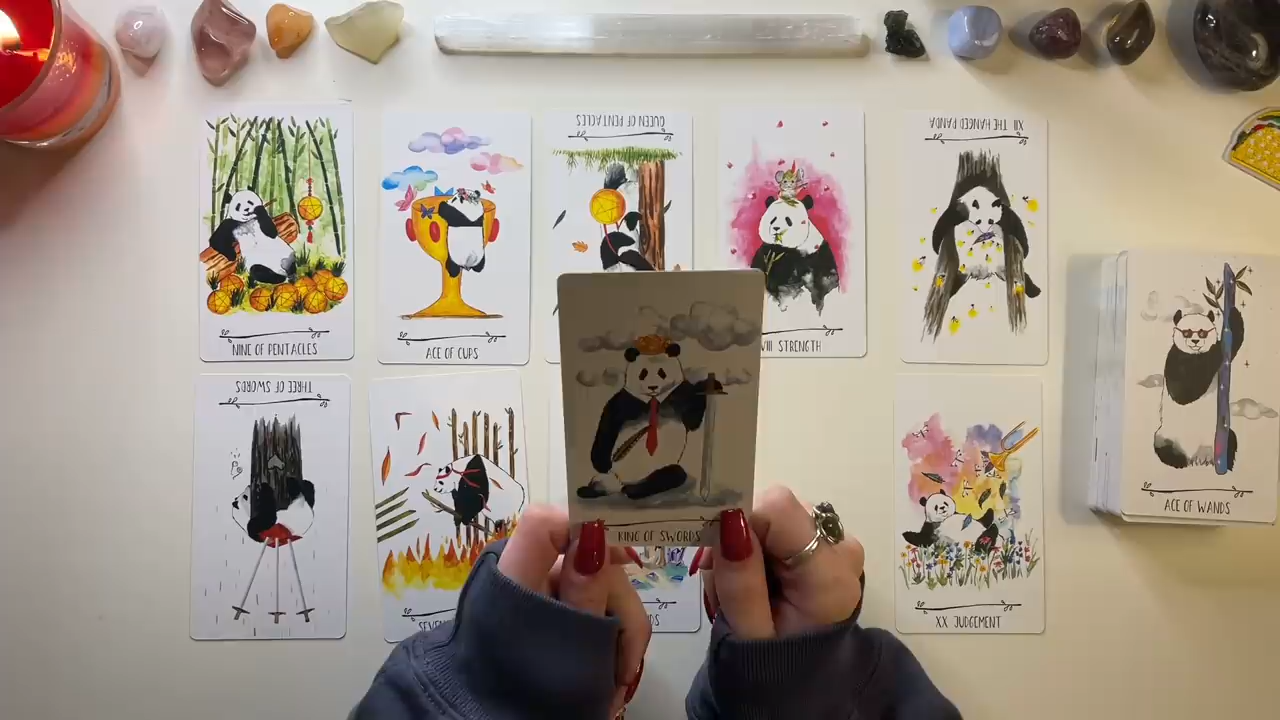 NINE OF PENTACLES
ACE OF CUPS
QUEEN OF PENTACLES
VIII STRENGTH
XII THE HANGED PANDA
THREE OF SWORDS
KING OF SWORDS
XX JUDGEMENT
ACE OF WANDS